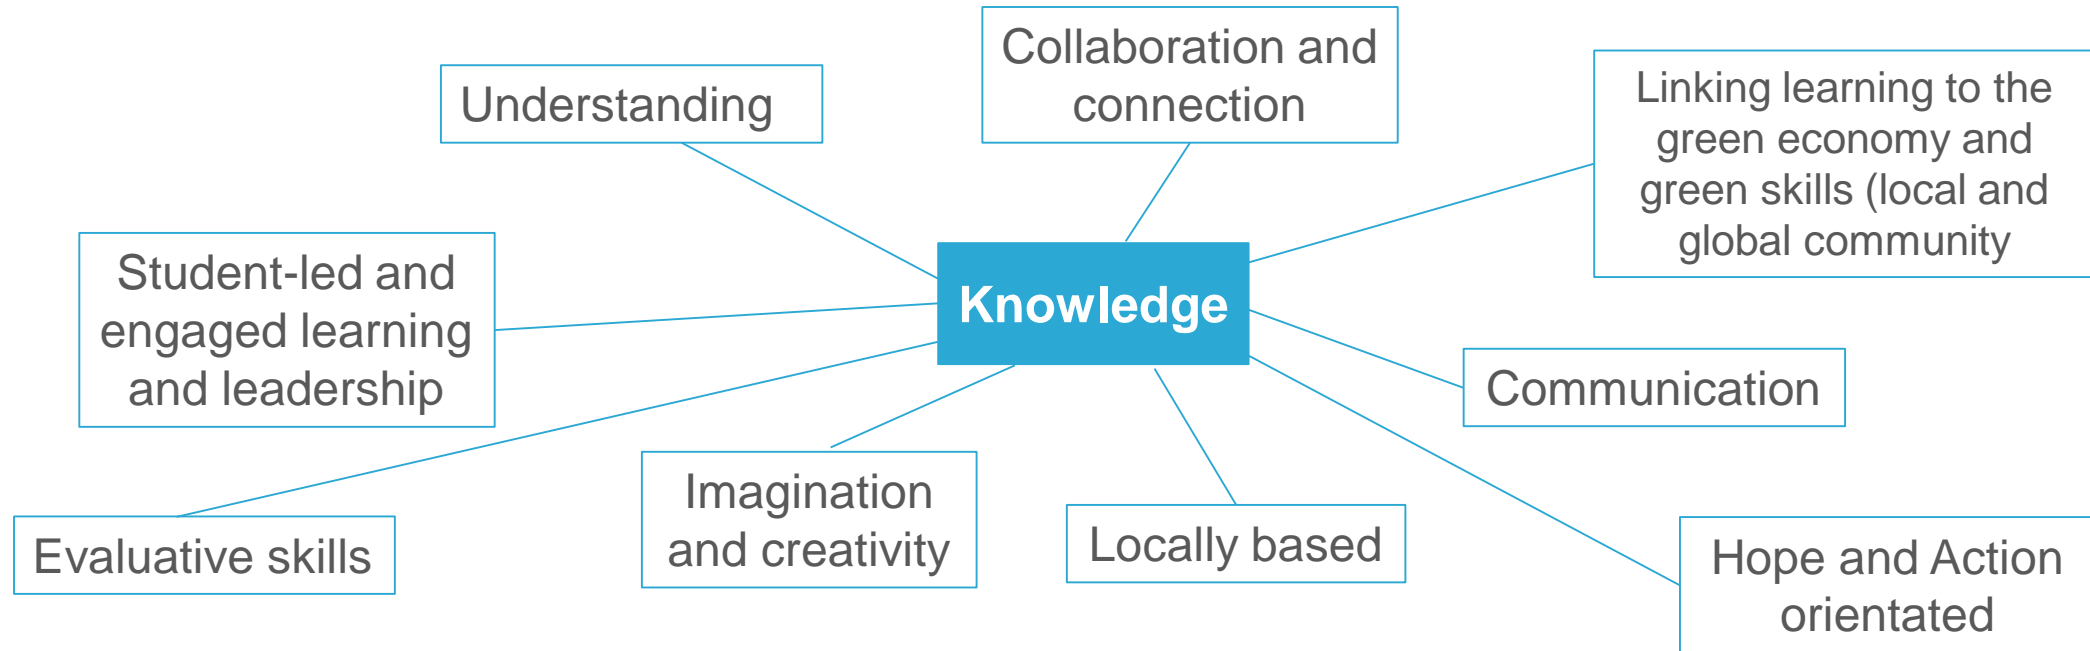 Collaboration and
connection
Understanding
Linking learning to the
green economy and
green skills (local and
global community
Student-led and
engaged learning
and leadership
Knowledge
Communication
Imagination
and creativity
Locally based
Evaluative skills
Hope and Action
orientated